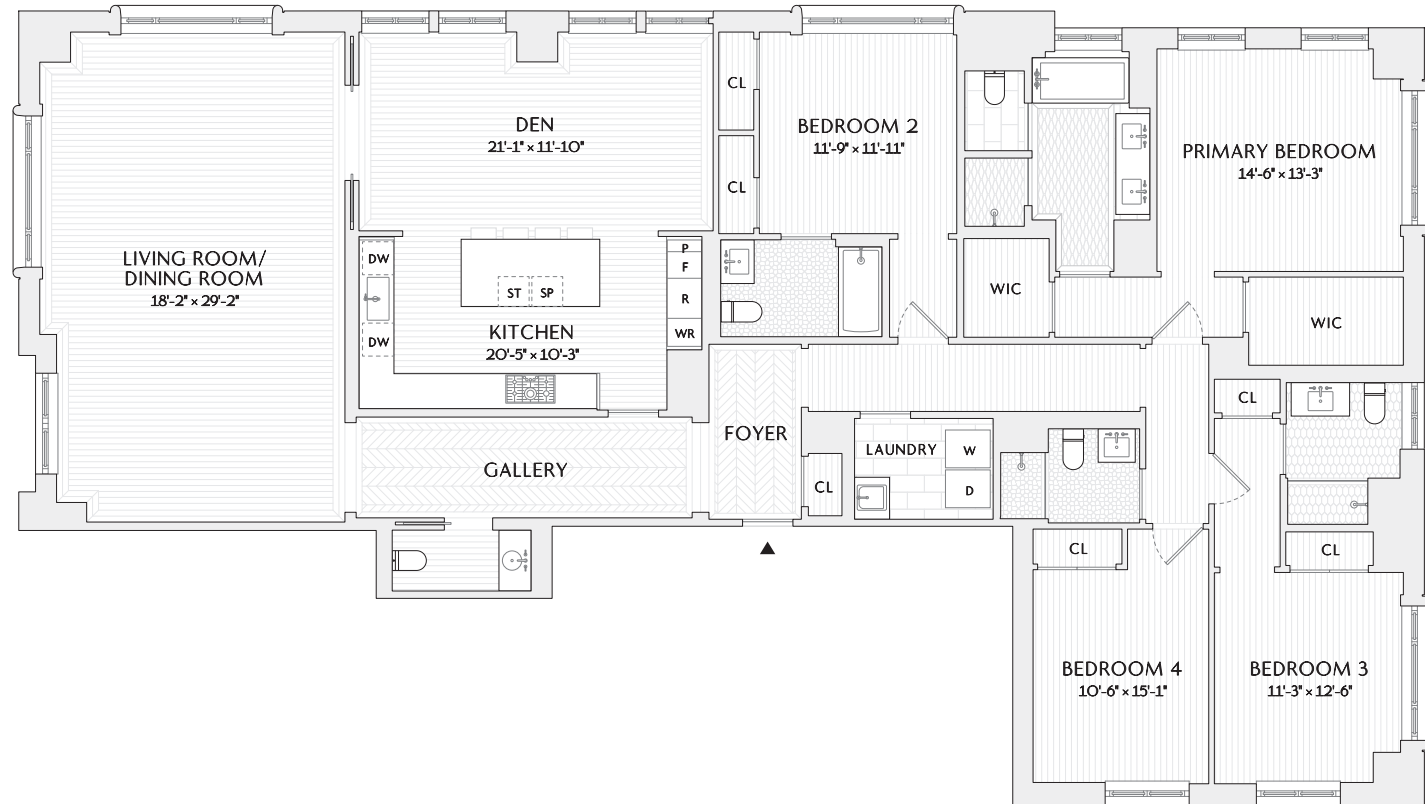 CL
CL
DEN
21'-1" × 11'-10"
BEDROOM 2
11'-9" × 11'-11"
PRIMARY BEDROOM
14'-6" × 13'-3"
LIVING ROOM/
DINING ROOM
18'-2" × 29'-2"
DW
DW
ST
SP
P
F
R
WR
KITCHEN
20'-5" × 10'-3"
WIC
WIC
FOYER
GALLERY
CL
LAUNDRY
W
D
CL
CL
CL
BEDROOM 4
10'-6" × 15'-1"
BEDROOM 3
11'-3" × 12'-6"